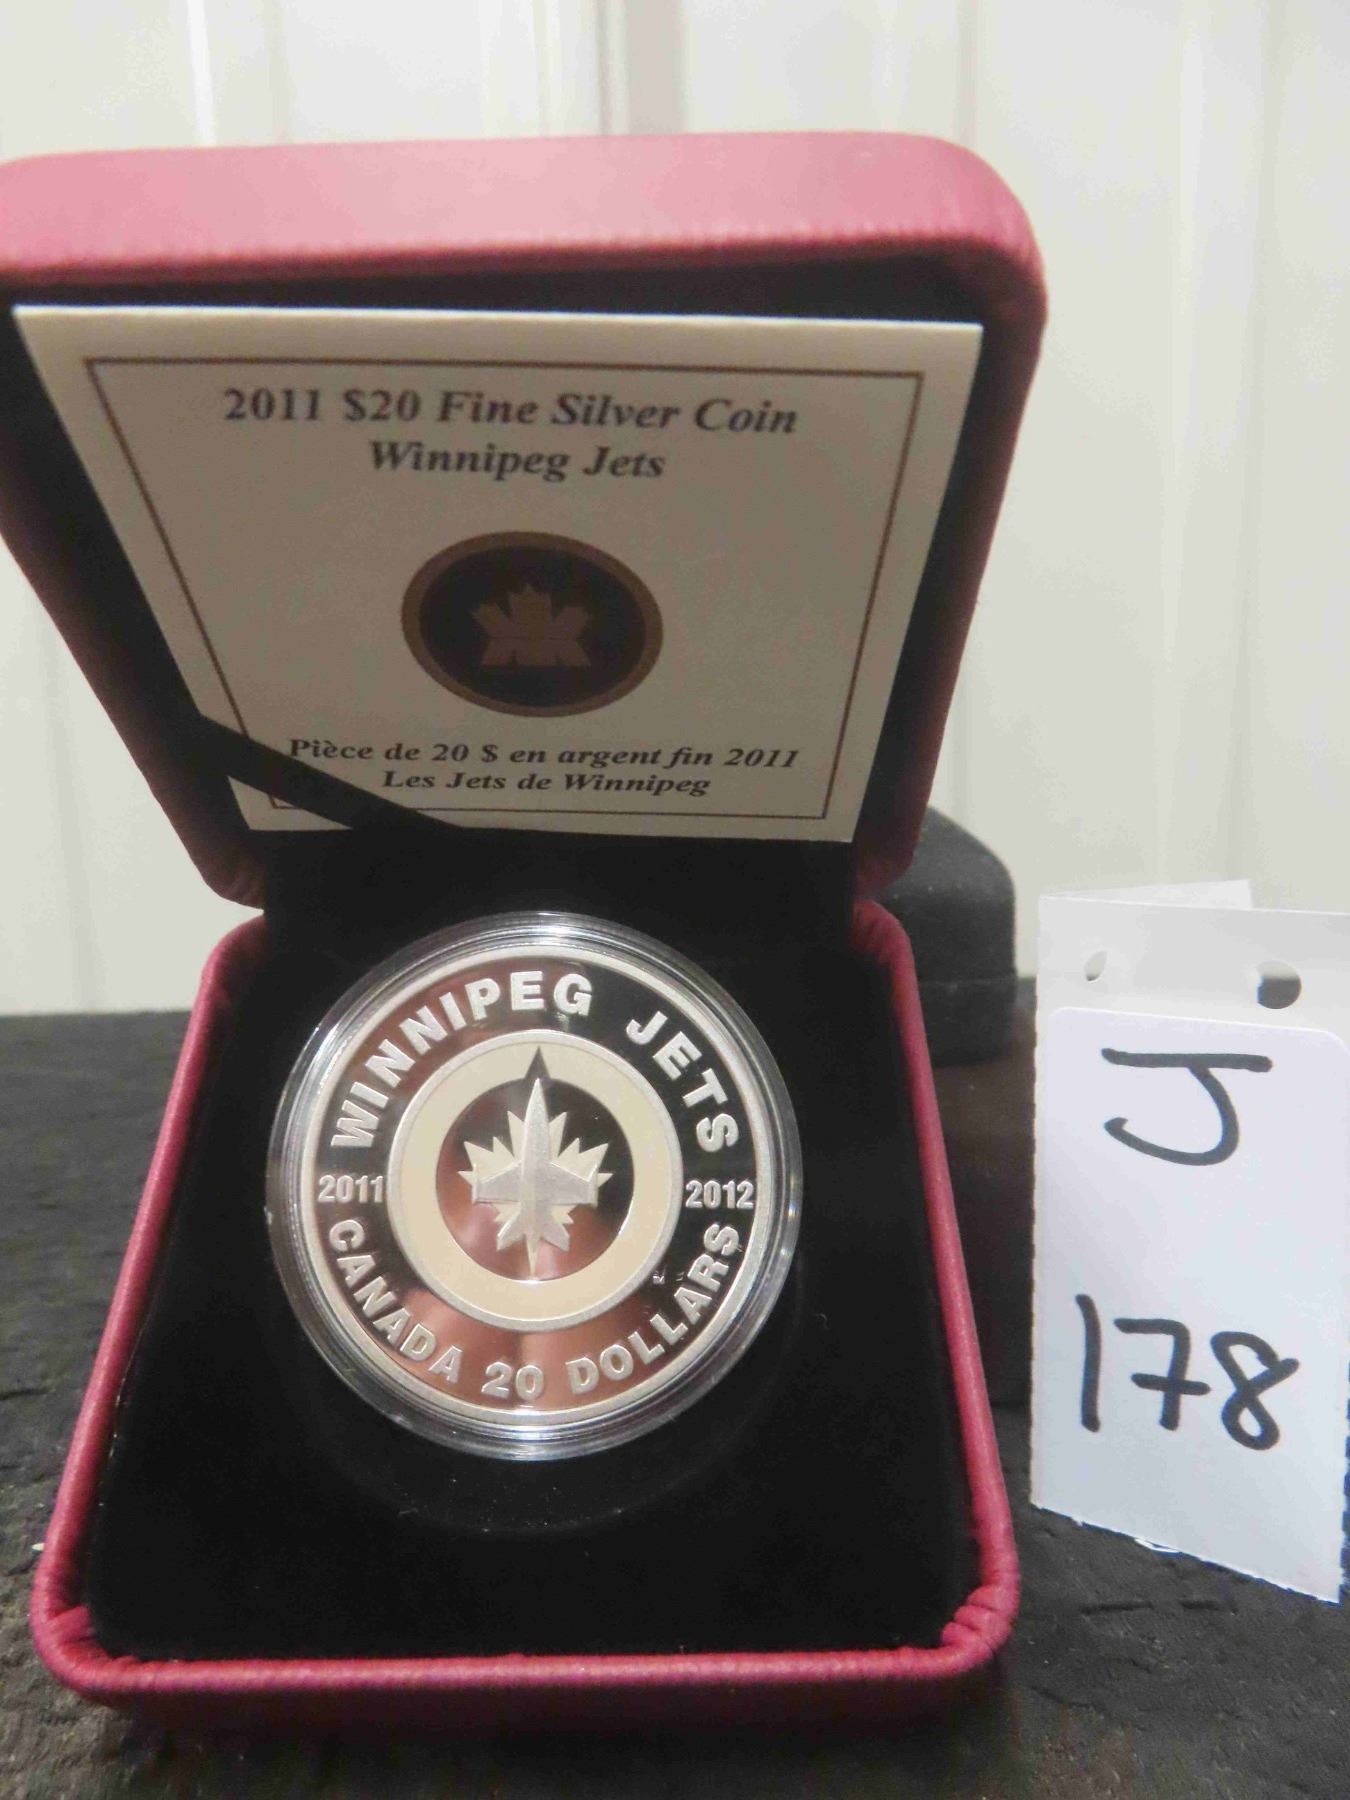 2011 $20 Fine Silver Coin
Winnipeg Jets
Pièce de 20 $ en argent fin 2011
Les Jets de Winnipeg
WINNIPEG JETS
2011 2012
CANADA 20 DOLLARS
J
178